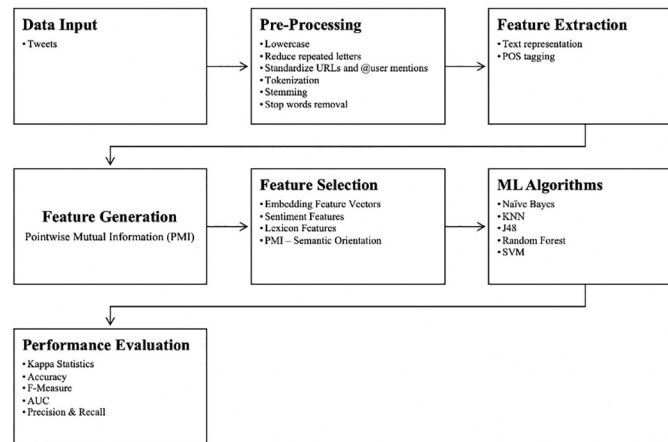 Data Input
• Tweets
Pre-Processing
• Lowercase
• Reduce repeated letters
• Standardize URLs and @user mentions
• Tokenization
• Stemming
• Stop words removal
Feature Extraction
• Text representation
• POS tagging
Feature Generation
Pointwise Mutual Information (PMI)
Feature Selection
• Embedding Feature Vectors
• Sentiment Features
• Lexicon Features
• PMI – Semantic Orientation
ML Algorithms
• Naïve Bayes
• KNN
• J48
• Random Forest
• SVM
Performance Evaluation
• Kappa Statistics
• Accuracy
• F-Measure
• AUC
• Precision & Recall